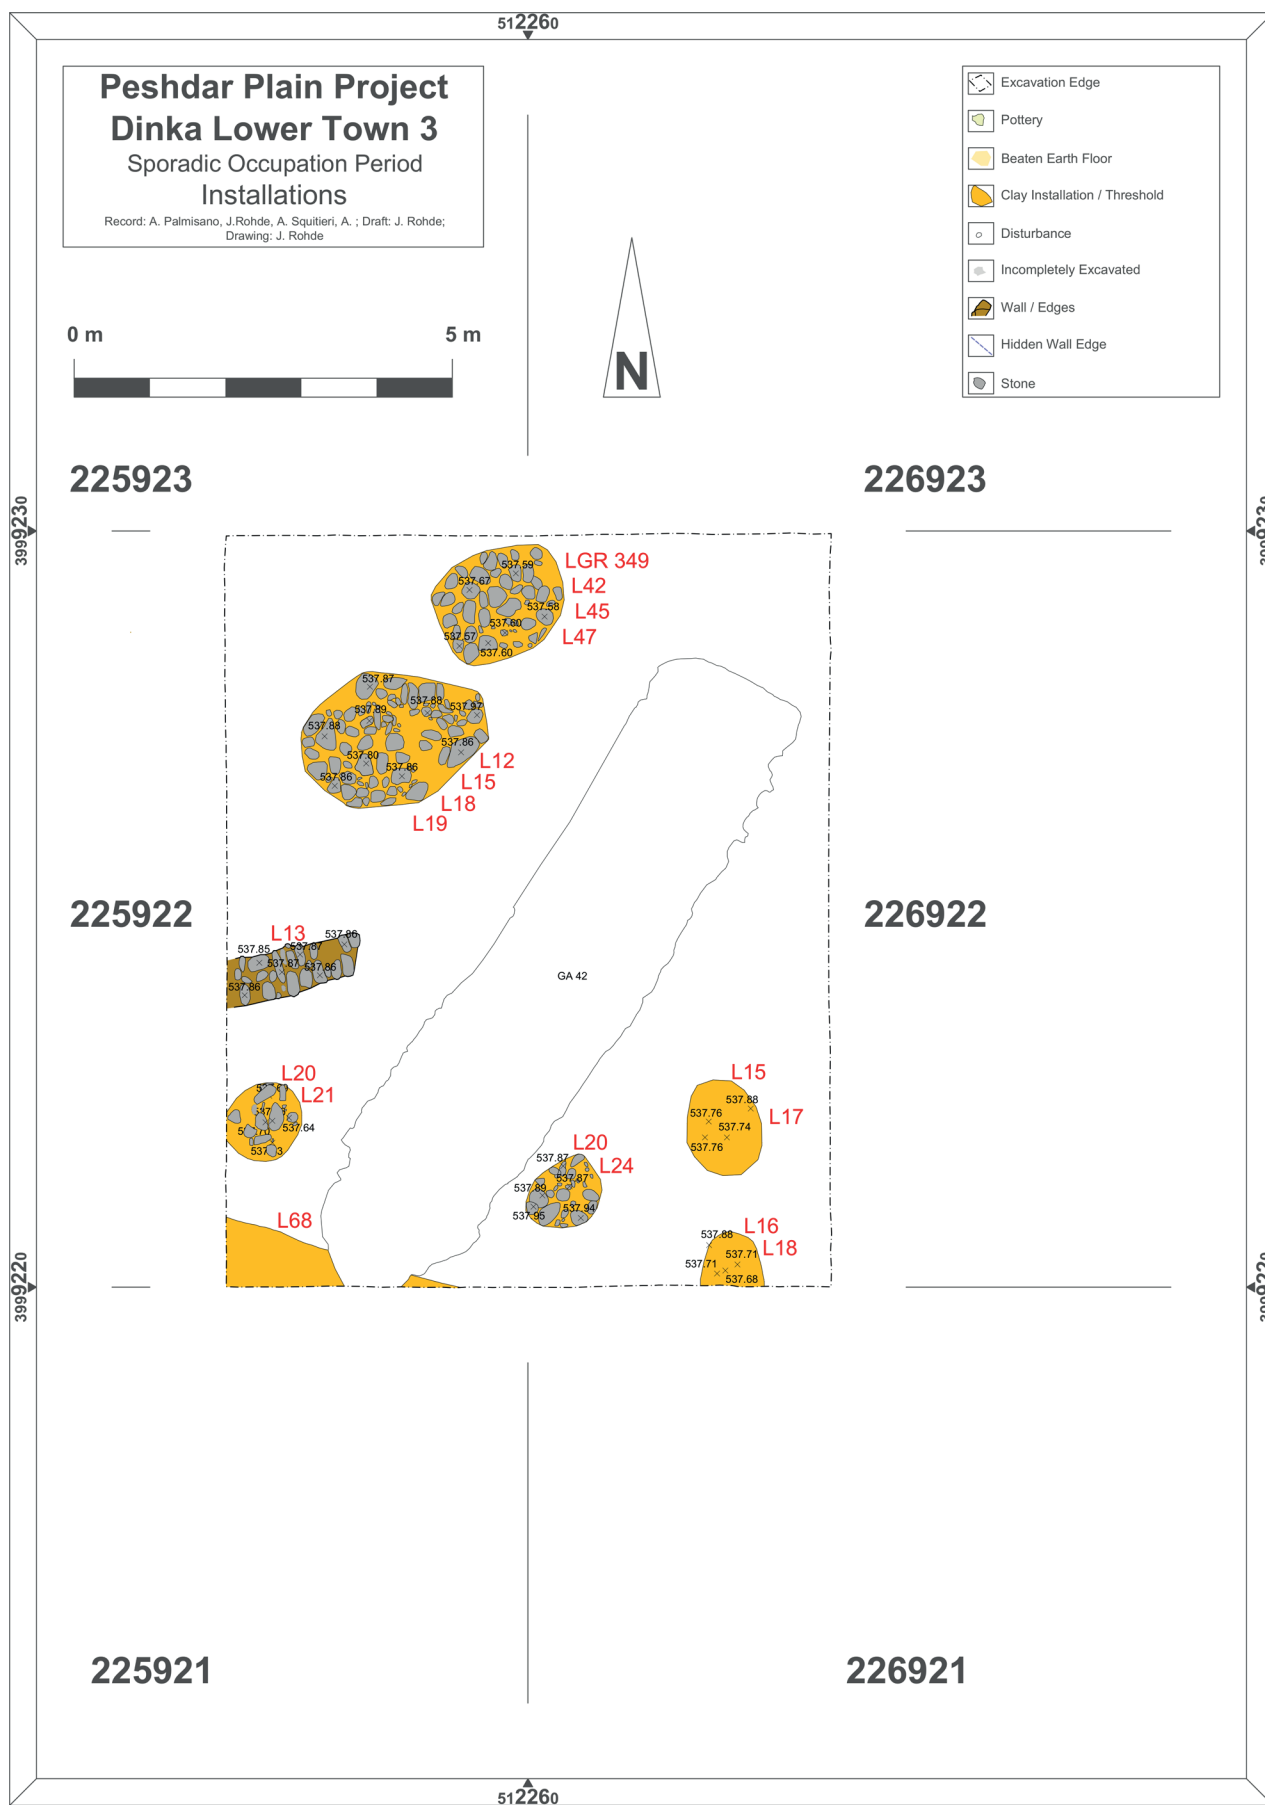 512260
Peshdar Plain Project
Dinka Lower Town 3
Sporadic Occupation Period
Installations
Record: A. Palmisano, J.Rohde, A. Squitieri, A. ; Draft: J. Rohde;
Drawing: J. Rohde
Excavation Edge
Pottery
Beaten Earth Floor
Clay Installation / Threshold
Disturbance
Incompletely Excavated
Wall / Edges
Hidden Wall Edge
Stone
0 m
5 m
N
225923
226923
3999230
3999230
LGR 349
L42
L45
L47
537.59
537.67
537.58
537.60
537.57
537.60
537.87
537.88
537.97
537.89
537.88
537.86
537.80
537.86
537.86
L12
L15
L18
L19
225922
226922
L13
537.86
537.85
537.87
537.87
537.86
537.86
GA 42
L20
L21
537.64
L15
537.88
L17
537.76
537.74
537.76
L20
537.87
L24
537.87
537.89
537.94
537.95
L68
L16
537.88
L18
537.71
537.71
537.68
3999220
3999220
225921
226921
512260